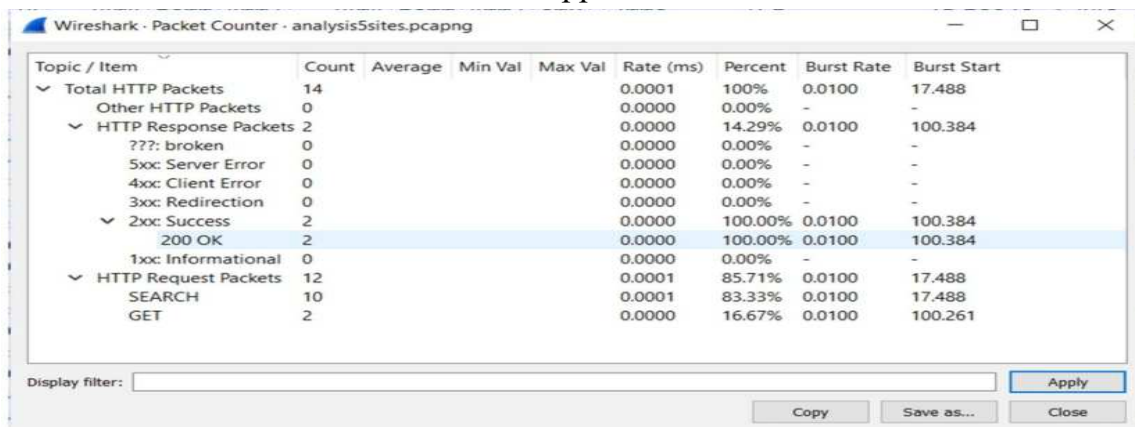 Wireshark · Packet Counter · analysis5sites.pcapng
Topic / Item Count Average Min Val Max Val Rate (ms) Percent Burst Rate Burst Start
Total HTTP Packets 14 0.0001 100% 0.0100 17.488
Other HTTP Packets 0 0.0000 0.00% - -
HTTP Response Packets 2 0.0000 14.29% 0.0100 100.384
???: broken 0 0.0000 0.00% - -
5xx: Server Error 0 0.0000 0.00% - -
4xx: Client Error 0 0.0000 0.00% - -
3xx: Redirection 0 0.0000 0.00% - -
2xx: Success 2 0.0000 100.00% 0.0100 100.384
200 OK 2 0.0000 100.00% 0.0100 100.384
1xx: Informational 0 0.0000 0.00% - -
HTTP Request Packets 12 0.0001 85.71% 0.0100 17.488
SEARCH 10 0.0001 83.33% 0.0100 17.488
GET 2 0.0000 16.67% 0.0100 100.261
Display filter: Apply
Copy Save as... Close